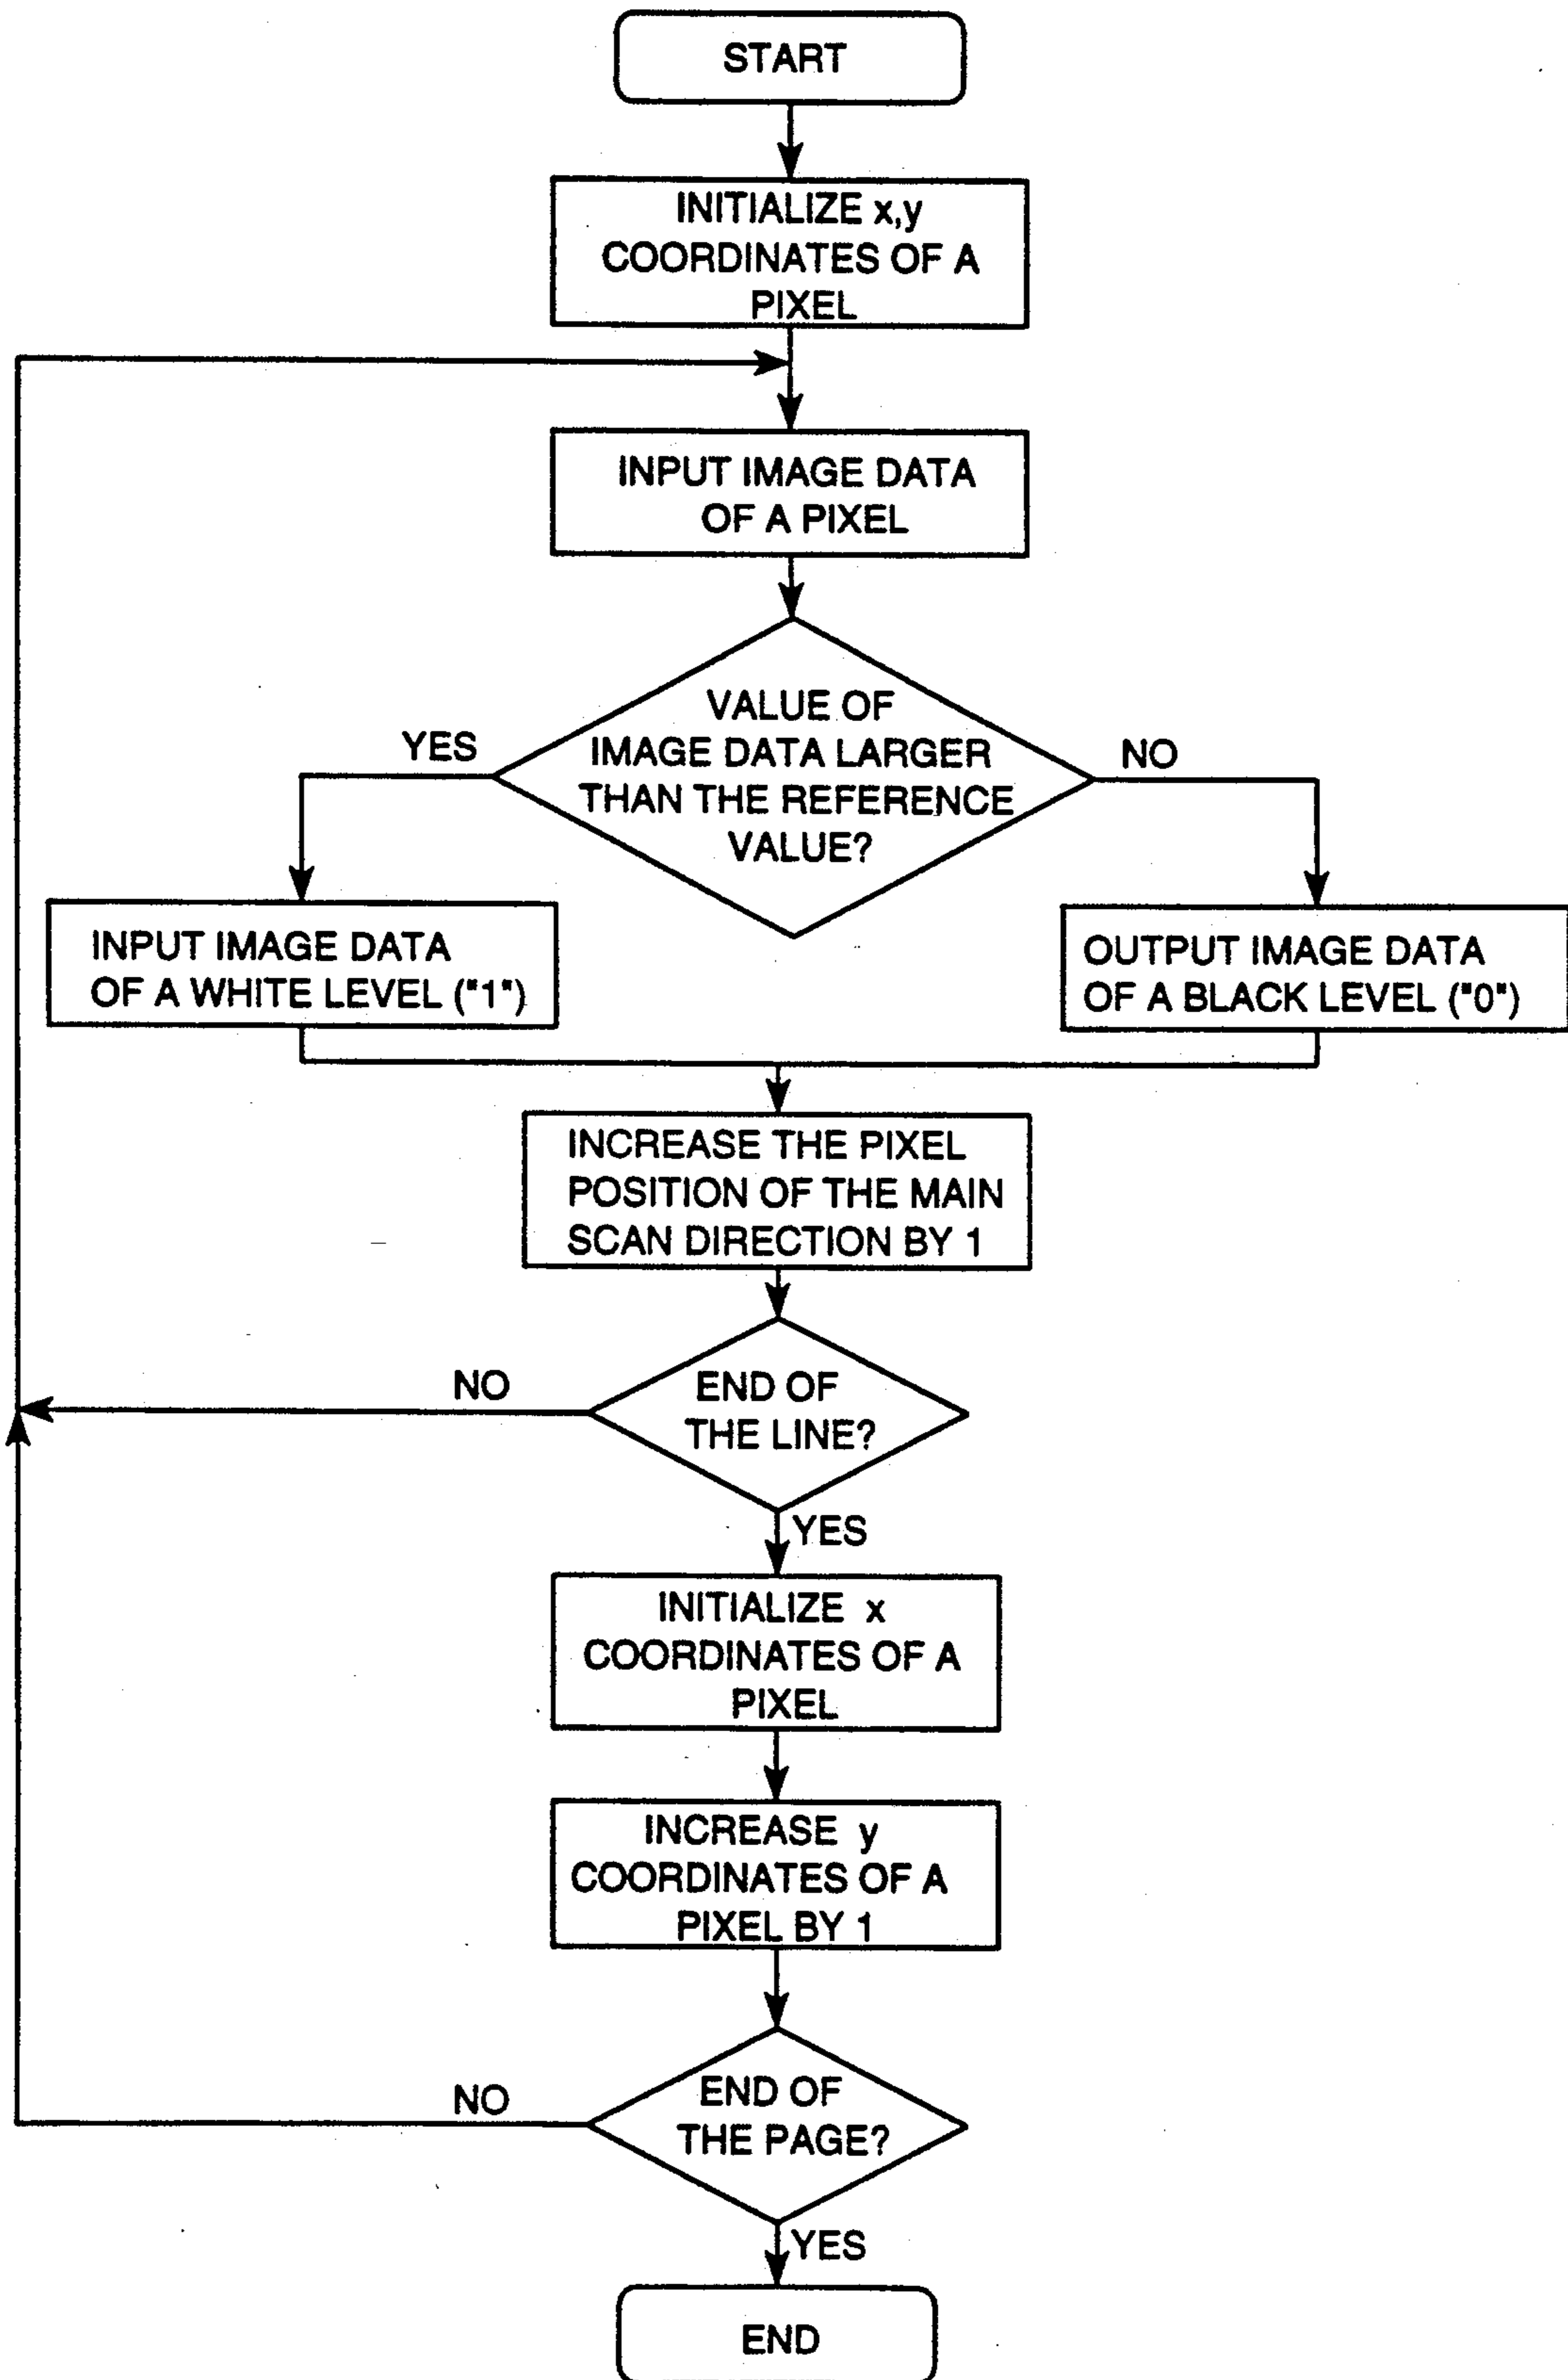 START
INITIALIZE x,y
COORDINATES OF A
PIXEL
INPUT IMAGE DATA
OF A PIXEL
VALUE OF
IMAGE DATA LARGER
THAN THE REFERENCE
VALUE?
YES
NO
INPUT IMAGE DATA
OF A WHITE LEVEL ("1")
OUTPUT IMAGE DATA
OF A BLACK LEVEL ("0")
INCREASE THE PIXEL
POSITION OF THE MAIN
SCAN DIRECTION BY 1
END OF
THE LINE?
NO
YES
INITIALIZE x
COORDINATES OF A
PIXEL
INCREASE y
COORDINATES OF A
PIXEL BY 1
END OF
THE PAGE?
NO
YES
END